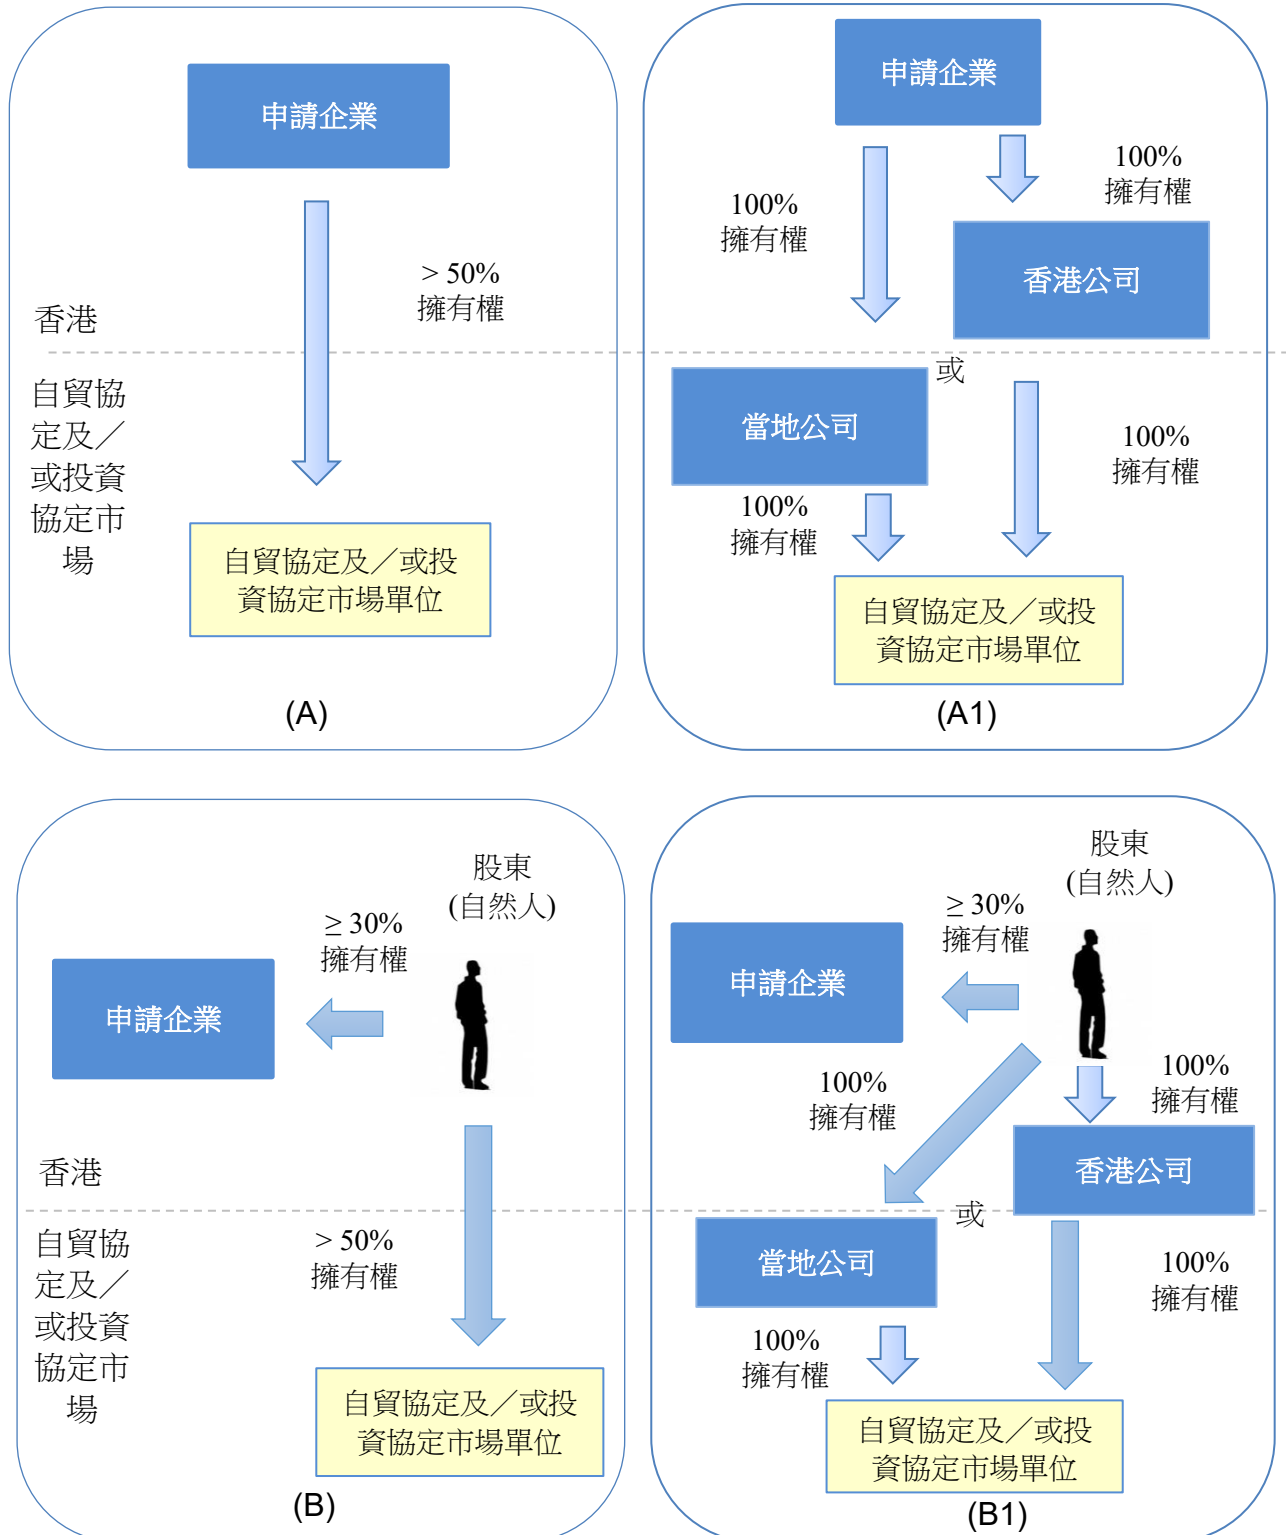 申請企業
> 50%
擁有權
香港
自貿協
定及／
或投資
協定市
場
自貿協定及／或投
資協定市場單位
(A)
申請企業
100%
擁有權
100%
擁有權
香港公司
或
當地公司
100%
擁有權
100%
擁有權
自貿協定及／或投
資協定市場單位
(A1)
股東
(自然人)
≥ 30%
擁有權
申請企業
香港
自貿協
定及／
或投資
協定市
場
> 50%
擁有權
自貿協定及／或投
資協定市場單位
(B)
股東
(自然人)
≥ 30%
擁有權
申請企業
100%
擁有權
100%
擁有權
香港公司
或
當地公司
100%
擁有權
100%
擁有權
自貿協定及／或投
資協定市場單位
(B1)